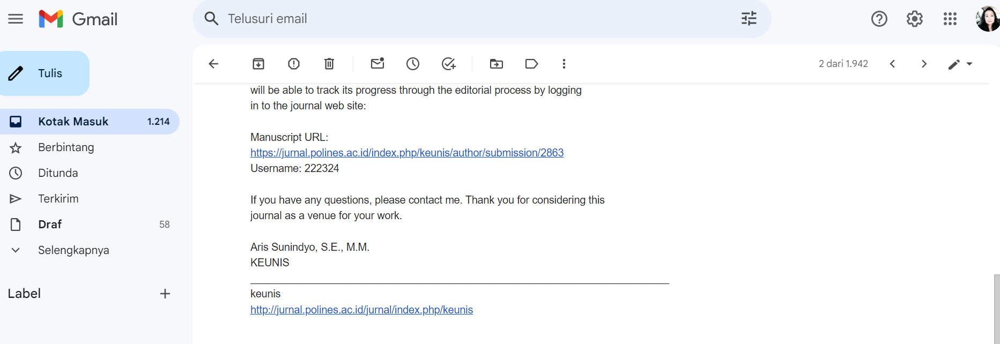 Gmail
Telusuri email
Tulis
2 dari 1.942
Kotak Masuk 1.214
Berbintang
Ditunda
Terkirim
Draf 58
Selengkapnya
Label
will be able to track its progress through the editorial process by logging
in to the journal web site:
Manuscript URL:
https://jurnal.polines.ac.id/index.php/keunis/author/submission/2863
Username: 222324
If you have any questions, please contact me. Thank you for considering this
journal as a venue for your work.
Aris Sunindyo, S.E., M.M.
KEUNIS
keunis
http://jurnal.polines.ac.id/jurnal/index.php/keunis